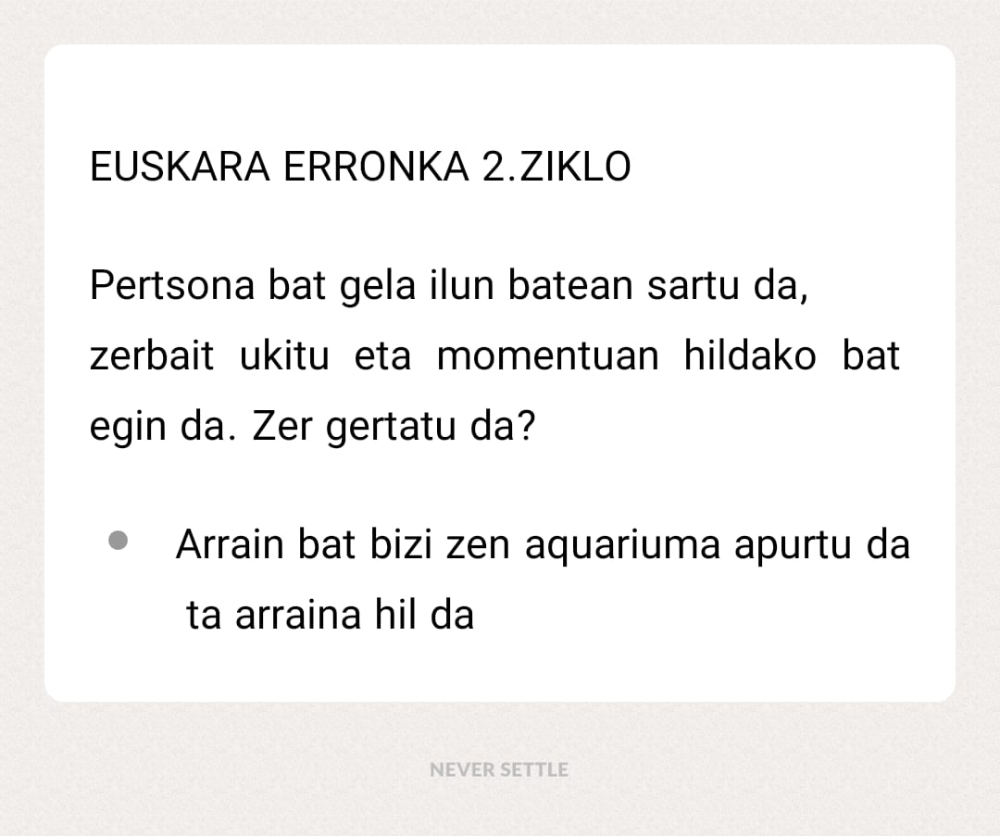 EUSKARA ERRONKA 2.ZIKLO
Pertsona bat gela ilun batean sartu da,
zerbait ukitu eta momentuan hildako bat
egin da. Zer gertatu da?
• Arrain bat bizi zen aquariuma apurtu da
ta arraina hil da
NEVER SETTLE